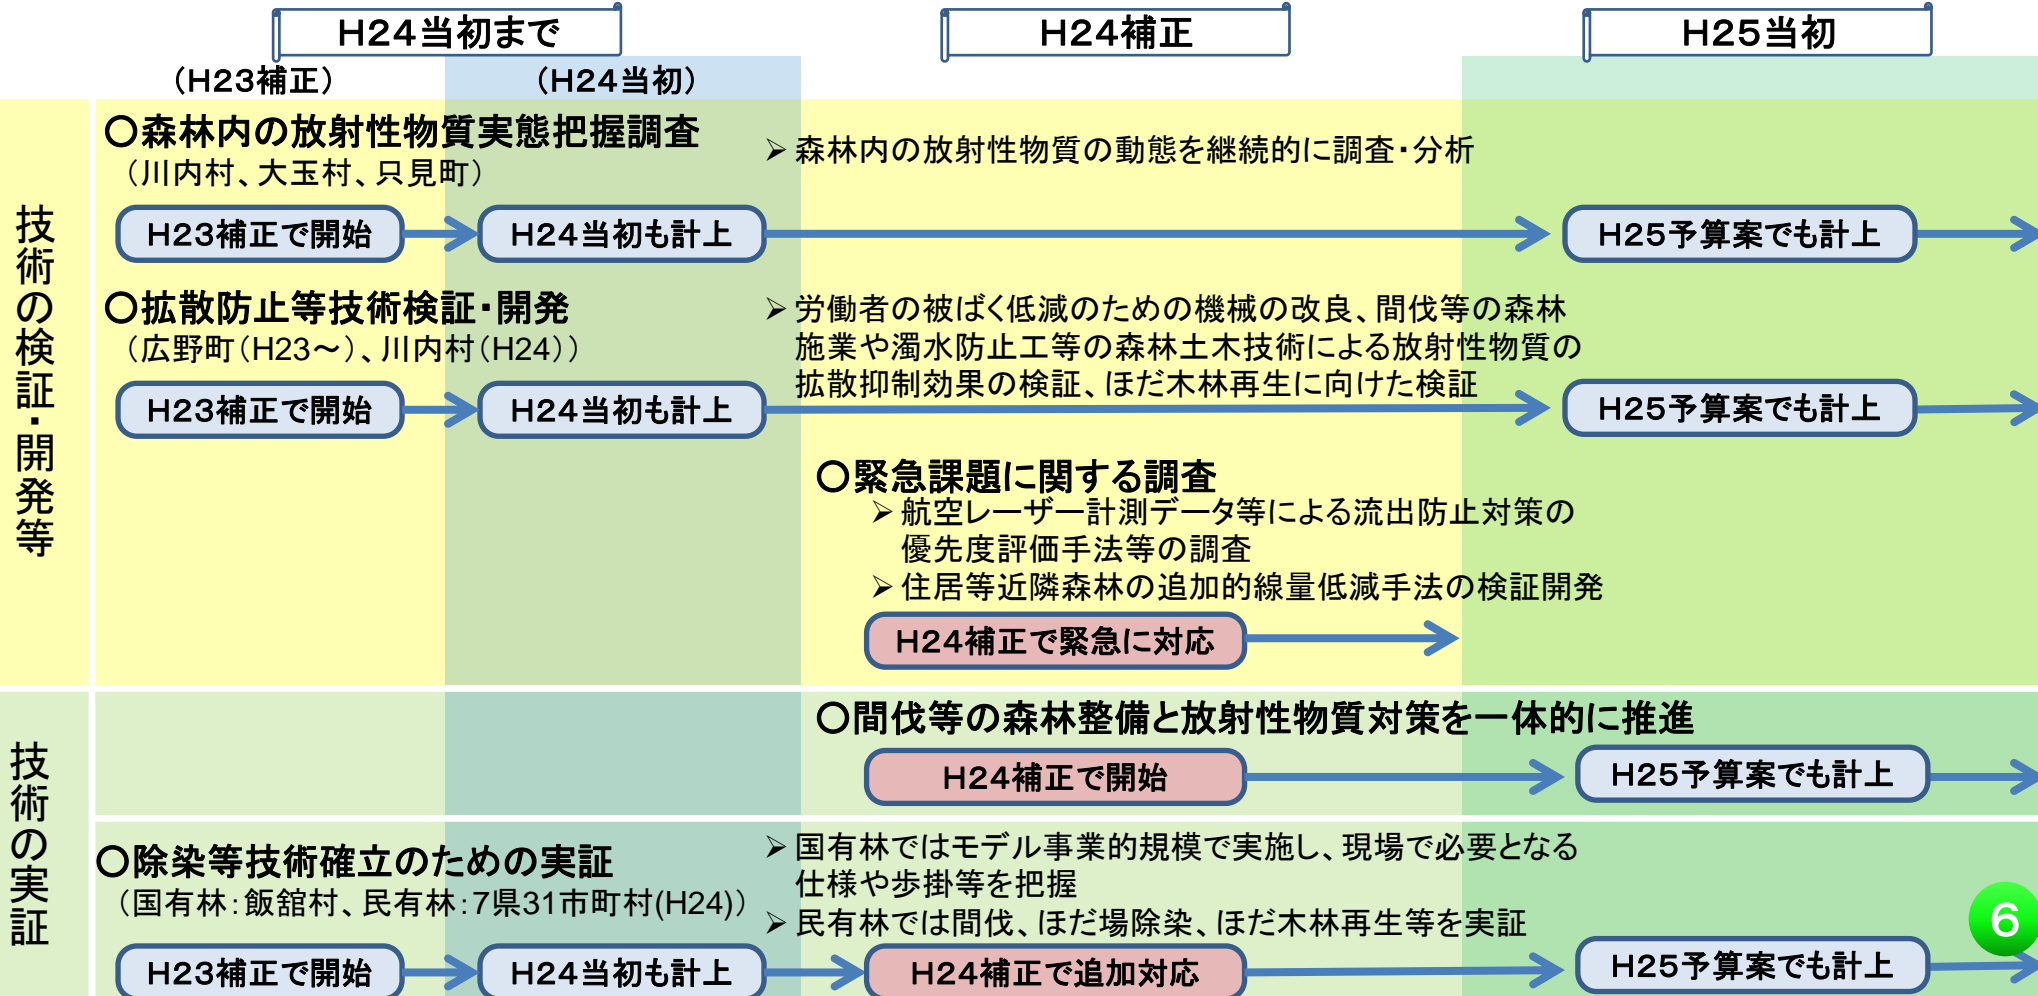 H24当初まで
H24補正
H25当初
（H23補正）
（H24当初）
技術の検証・開発等
○森林内の放射性物質実態把握調査
（川内村、大玉村、只見町）
➢ 森林内の放射性物質の動態を継続的に調査・分析
H23補正で開始
H24当初も計上
H25予算案でも計上
○拡散防止等技術検証・開発
（広野町（H23～）、川内村（H24））
➢ 労働者の被ばく低減のための機械の改良、間伐等の森林
施業や濁水防止工等の森林土木技術による放射性物質の
拡散抑制効果の検証、ほだ木林再生に向けた検証
H23補正で開始
H24当初も計上
H25予算案でも計上
○緊急課題に関する調査
➢ 航空レーザー計測データ等による流出防止対策の
優先度評価手法等の調査
➢ 住居等近隣森林の追加的線量低減手法の検証開発
H24補正で緊急に対応
技術の実証
○間伐等の森林整備と放射性物質対策を一体的に推進
H24補正で開始
H25予算案でも計上
○除染等技術確立のための実証
（国有林：飯舘村、民有林：7県31市町村(H24)）
➢ 国有林ではモデル事業的規模で実施し、現場で必要となる
仕様や歩掛等を把握
➢ 民有林では間伐、ほだ場除染、ほだ木林再生等を実証
H23補正で開始
H24当初も計上
H24補正で追加対応
H25予算案でも計上
6